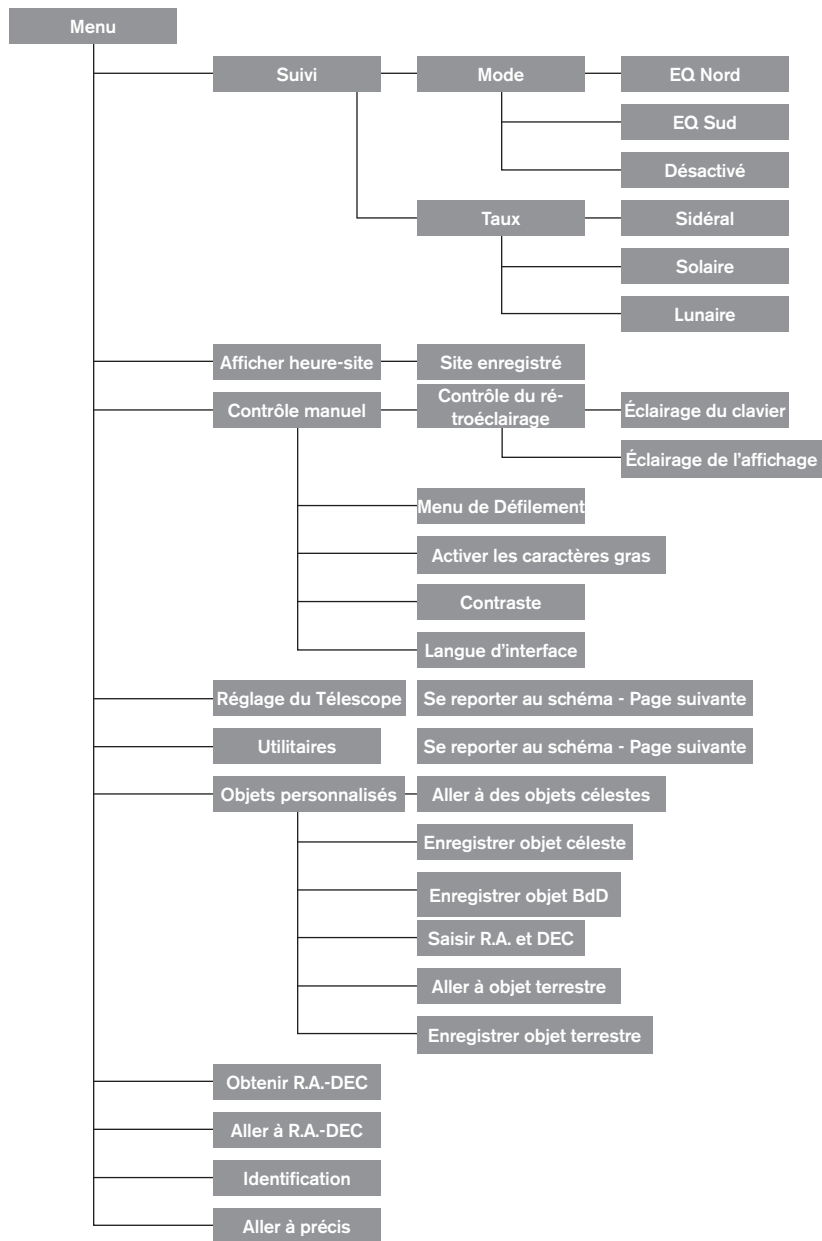 Menu
Suivi
Mode
EQ Nord
EQ Sud
Désactivé
Taux
Sidéral
Solaire
Lunaire
Afficher heure-site
Site enregistré
Contrôle manuel
Contrôle du ré-
troéclairage
Éclairage du clavier
Éclairage de l'affichage
Menu de Défilement
Activer les caractères gras
Contraste
Langue d'interface
Réglage du Télescope
Se reporter au schéma - Page suivante
Utilitaires
Se reporter au schéma - Page suivante
Objets personnalisés
Aller à des objets célestes
Enregistrer objet céleste
Enregistrer objet BdD
Saisir R.A. et DEC
Aller à objet terrestre
Enregistrer objet terrestre
Obtenir R.A.-DEC
Aller à R.A.-DEC
Identification
Aller à précis